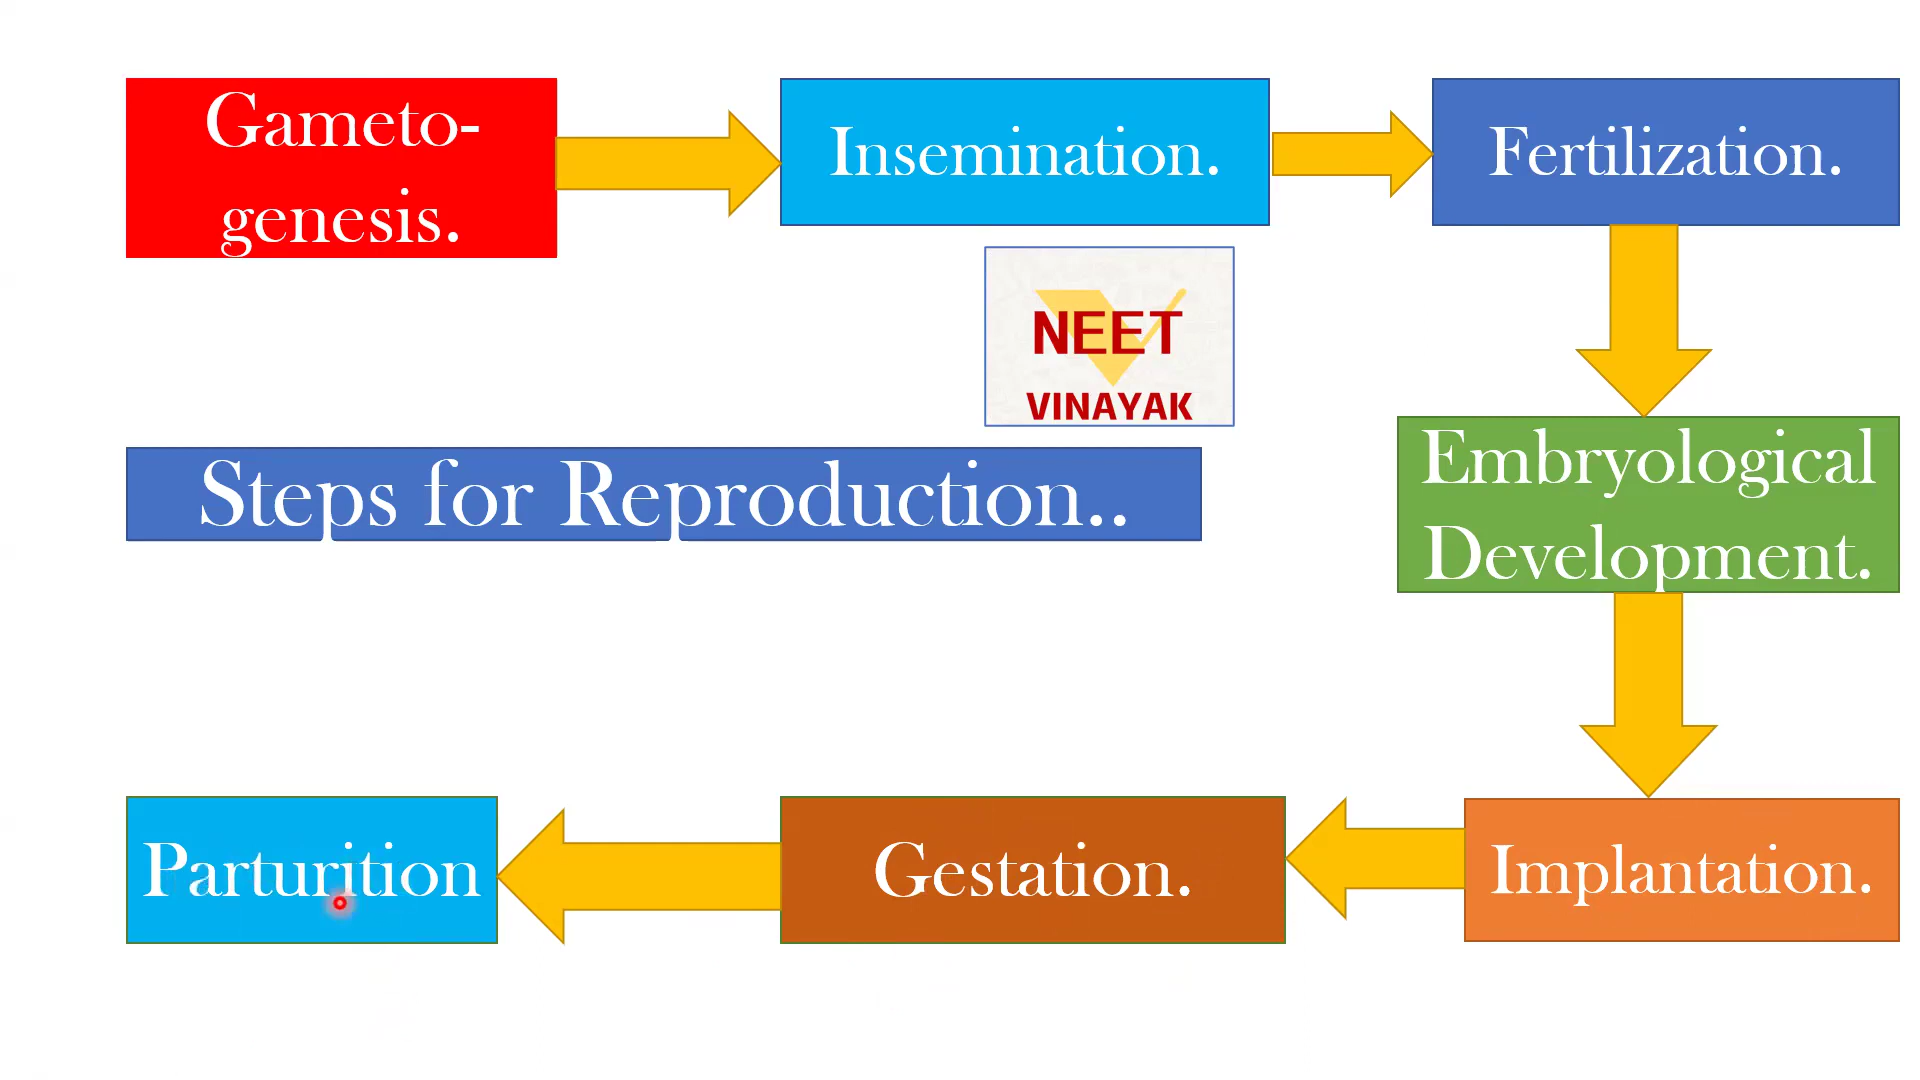 Gameto-
genesis.
Insemination.
Fertilization.
NEET
VINAYAK
Steps for Reproduction..
Embryological
Development.
Parturition
Gestation.
Implantation.